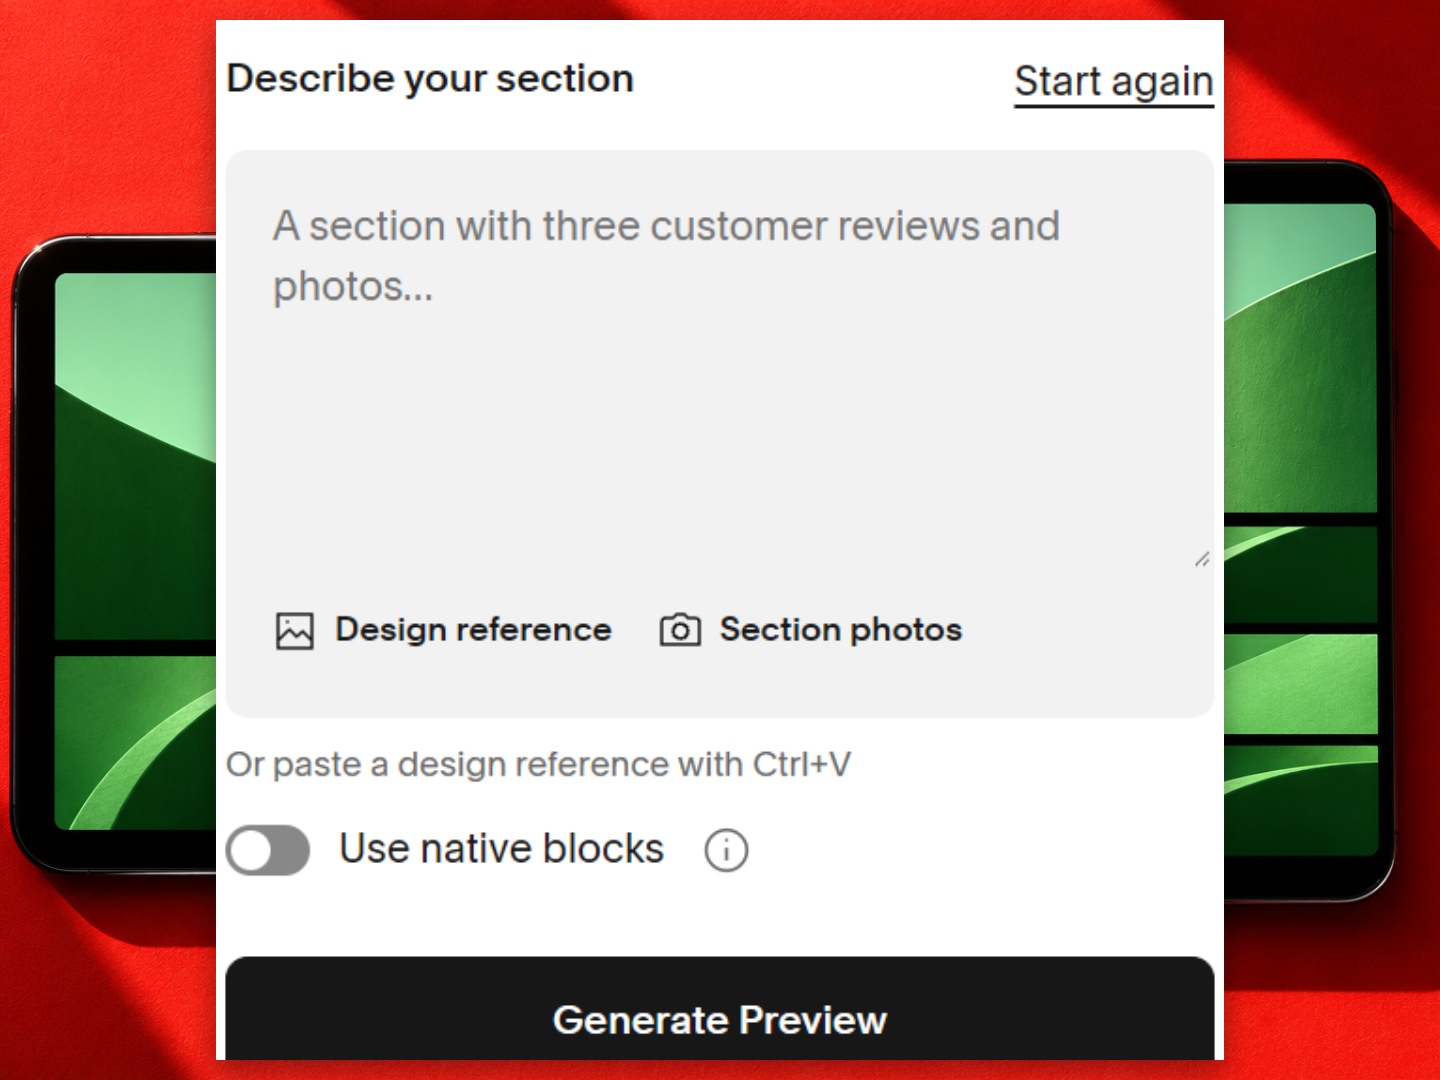 Describe your section
Start again
A section with three customer reviews and
photos...
Design reference
Section photos
Or paste a design reference with Ctrl+V
Use native blocks
Generate Preview